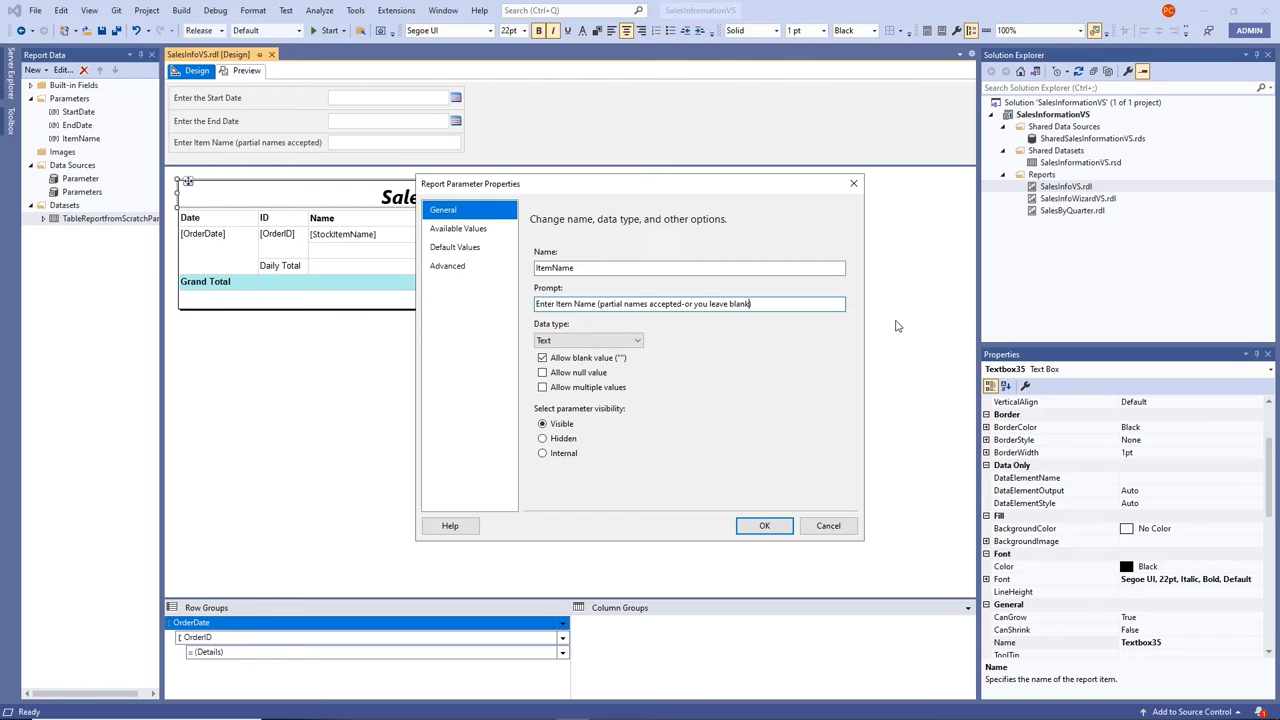 File Edit View Git Project Build Debug Format Test Analyze Tools Extensions Window Help Search (Ctrl+Q) SalesInformationVS PC
Release Default Start Segoe UI 22pt B I U A Solid 1 pt Black 100% ADMIN
Server Explorer
Toolbox
Report Data
New Edit...
Built-in Fields
Parameters
StartDate
EndDate
ItemName
Images
Data Sources
Parameter
Parameters
Datasets
TableReportfromScratchPar
SalesInfoVS.rdl [Design]
Design Preview
Enter the Start Date
Enter the End Date
Enter Item Name (partial names accepted)
Sale
Date ID Name
[OrderDate] [OrderID] [StockItemName]
Daily Total
Grand Total
Report Parameter Properties
General
Available Values
Default Values
Advanced
Change name, data type, and other options.
Name:
ItemName
Prompt:
Enter Item Name (partial names accepted-or you leave blank)
Data type:
Text
Allow blank value ("")
Allow null value
Allow multiple values
Select parameter visibility:
Visible
Hidden
Internal
Help OK Cancel
Row Groups Column Groups
OrderDate
[ OrderID
= (Details)
Solution Explorer
Search Solution Explorer (Ctrl+;)
Solution 'SalesInformationVS' (1 of 1 project)
SalesInformationVS
Shared Data Sources
SharedSalesInformationVS.rds
Shared Datasets
SalesInformationVS.rsd
Reports
SalesInfoVS.rdl
SalesInfoWizardVS.rdl
SalesByQuarter.rdl
Properties
Textbox35 Text Box
VerticalAlign Default
Border
BorderColor Black
BorderStyle None
BorderWidth 1pt
Data Only
DataElementName
DataElementOutput Auto
DataElementStyle Auto
Fill
BackgroundColor No Color
BackgroundImage
Font
Color Black
Font Segoe UI, 22pt, Italic, Bold, Default
LineHeight
General
CanGrow True
CanShrink False
Name Textbox35
ToolTip
Name
Specifies the name of the report item.
Ready Add to Source Control 1